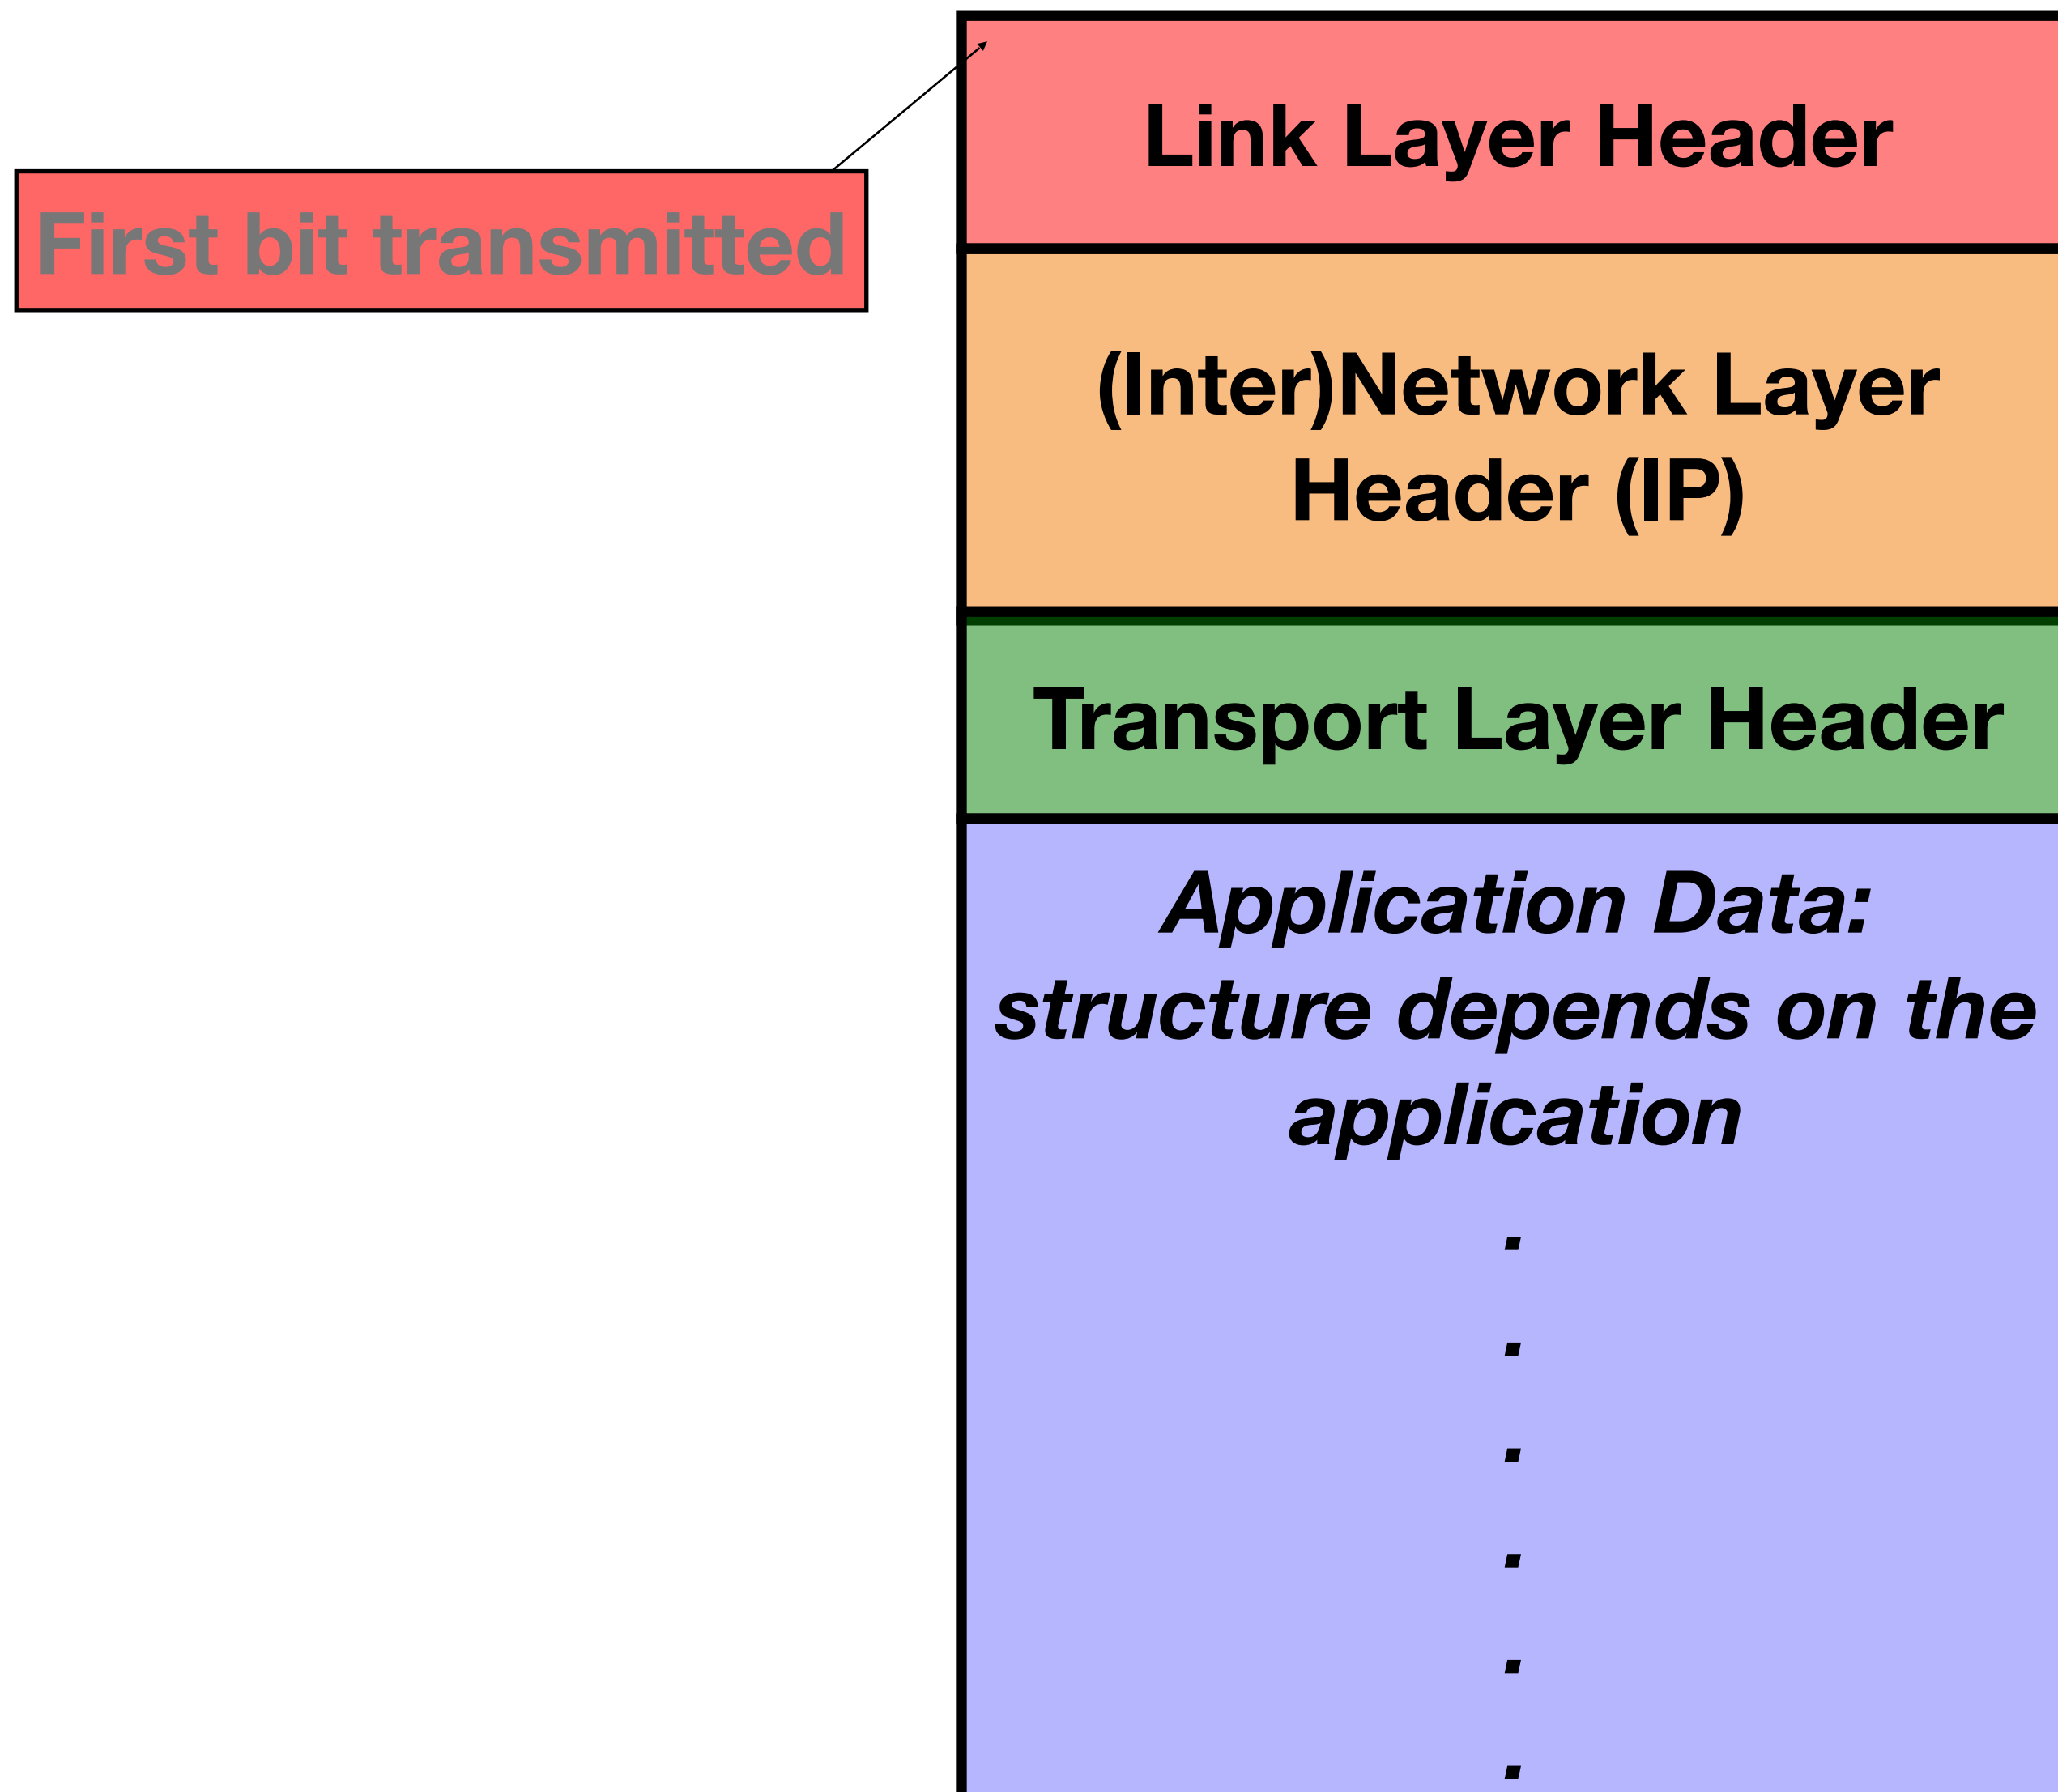 Link Layer Header
First bit transmitted
(Inter)Network Layer
Header (IP)
Transport Layer Header
Application Data:
structure depends on the
application
.
.
.
.
.
.